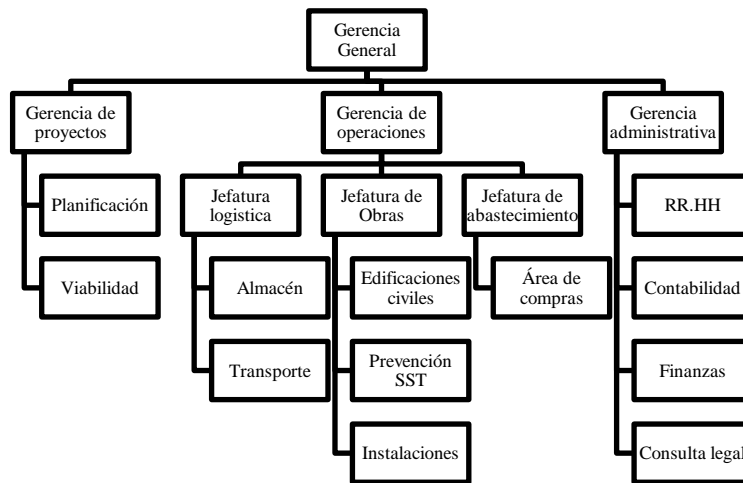 Gerencia
General
Gerencia de
proyectos
Gerencia de
operaciones
Gerencia
administrativa
Planificación
Viabilidad
Jefatura
logistica
Jefatura de
Obras
Jefatura de
abastecimiento
Almacén
Transporte
Edificaciones
civiles
Prevención
SST
Instalaciones
Área de
compras
RR.HH
Contabilidad
Finanzas
Consulta legal